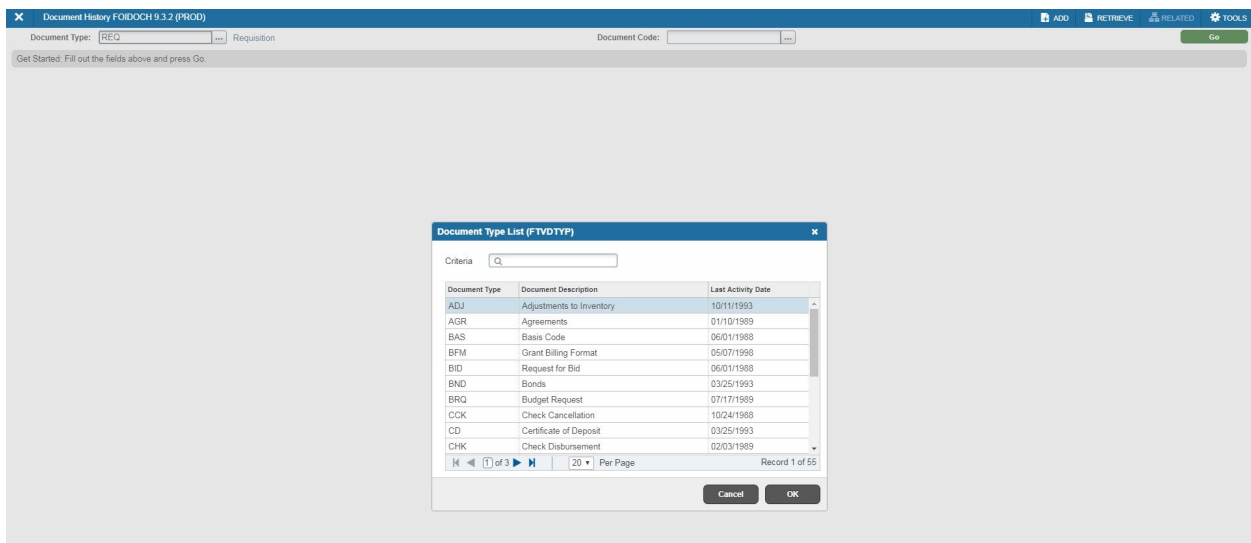 Document History FOIDOCH 9.3.2 (PROD) ADD RETRIEVE RELATED TOOLS
Document Type: REQ ... Requisition Document Code: ... Go
Get Started: Fill out the fields above and press Go.
Document Type List (FTVDTYP)
Criteria
Document Type Document Description Last Activity Date
ADJ Adjustments to Inventory 10/11/1993
AGR Agreements 01/10/1989
BAS Basis Code 06/01/1988
BFM Grant Billing Format 05/07/1998
BID Request for Bid 06/01/1988
BND Bonds 03/25/1993
BRQ Budget Request 07/17/1989
CCK Check Cancellation 10/24/1988
CD Certificate of Deposit 03/25/1993
CHK Check Disbursement 02/03/1989
1 of 3 20 Per Page Record 1 of 55
Cancel OK